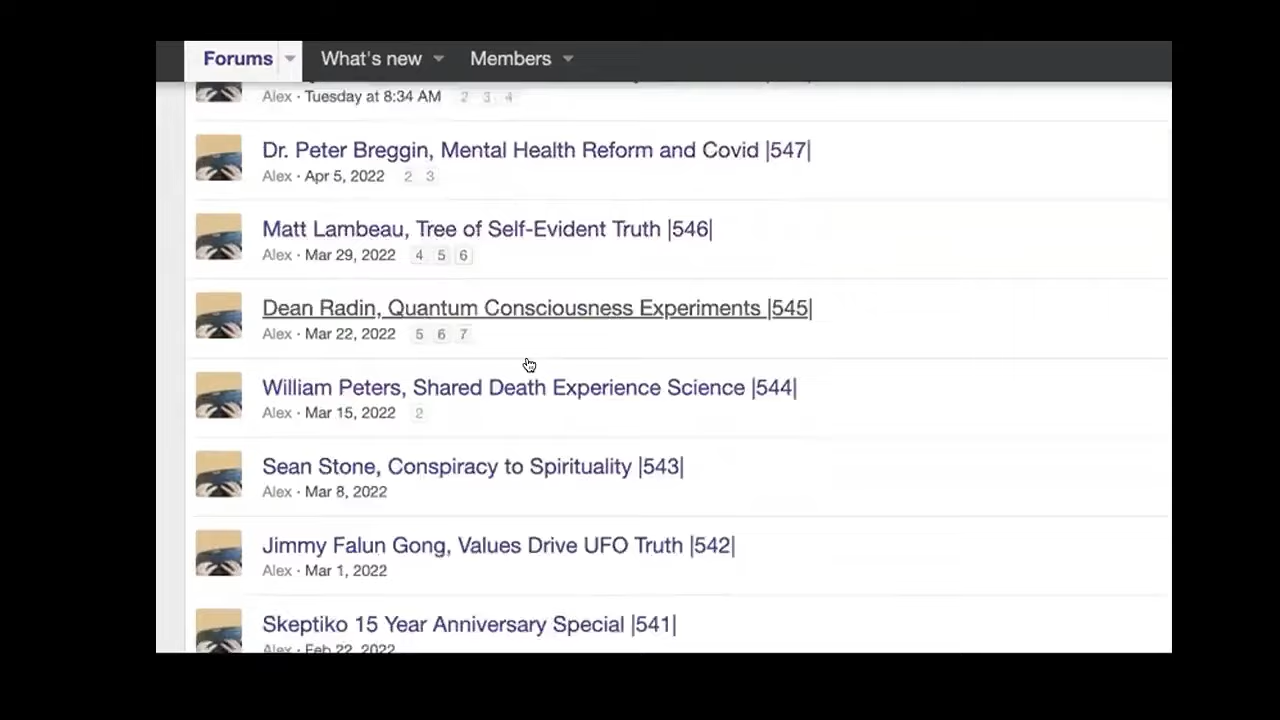 Forums What's new Members
Alex · Tuesday at 8:34 AM 2 3 4
Dr. Peter Breggin, Mental Health Reform and Covid |547|
Alex · Apr 5, 2022 2 3
Matt Lambeau, Tree of Self-Evident Truth |546|
Alex · Mar 29, 2022 4 5 6
Dean Radin, Quantum Consciousness Experiments |545|
Alex · Mar 22, 2022 5 6 7
William Peters, Shared Death Experience Science |544|
Alex · Mar 15, 2022 2
Sean Stone, Conspiracy to Spirituality |543|
Alex · Mar 8, 2022
Jimmy Falun Gong, Values Drive UFO Truth |542|
Alex · Mar 1, 2022
Skeptiko 15 Year Anniversary Special |541|
Alex · Feb 22, 2022